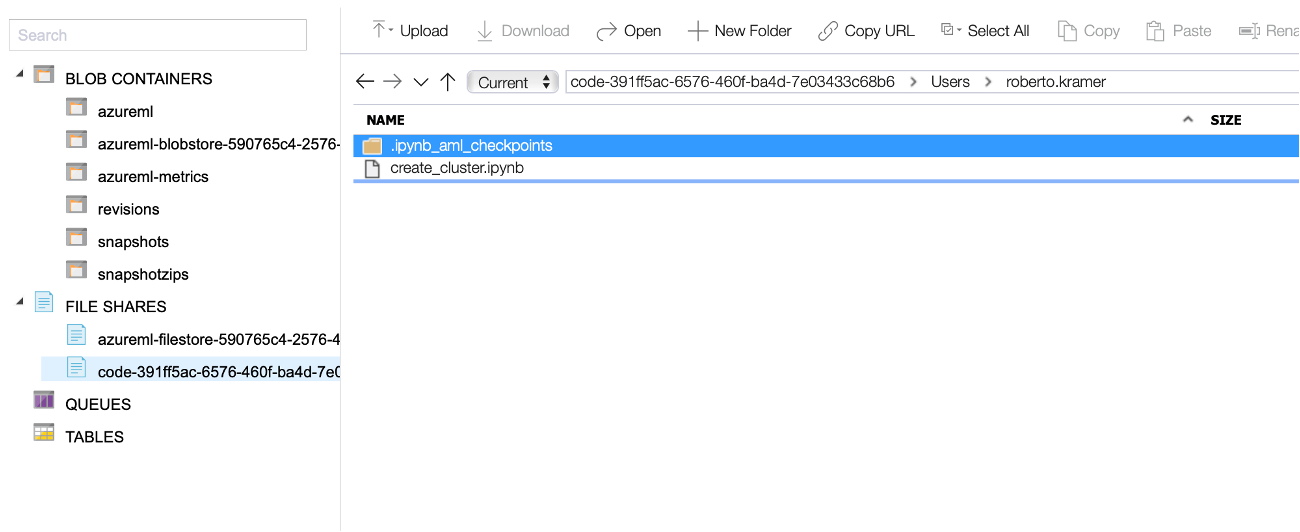 Search
BLOB CONTAINERS
azureml
azureml-blobstore-590765c4-2576-
azureml-metrics
revisions
snapshots
snapshotzips
FILE SHARES
azureml-filestore-590765c4-2576-4
code-391ff5ac-6576-460f-ba4d-7e0
QUEUES
TABLES
Upload Download Open New Folder Copy URL Select All Copy Paste Rena
Current code-391ff5ac-6576-460f-ba4d-7e03433c68b6 > Users > roberto.kramer
NAME SIZE
.ipynb_aml_checkpoints
create_cluster.ipynb